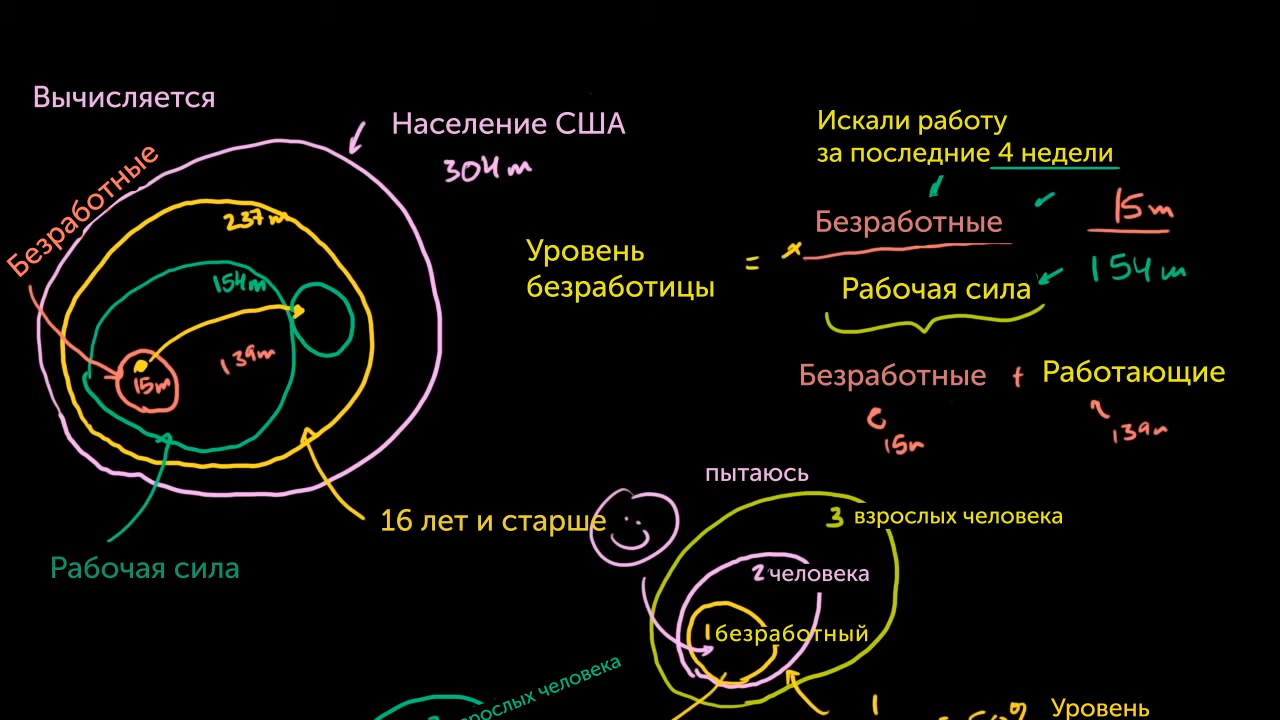 Вычисляется
Население США
304m
Безработные
237m
154m
139m
15m
Рабочая сила
16 лет и старше
Искали работу
за последние 4 недели
Уровень
безработицы
=
Безработные
Рабочая сила
15m
154m
Безработные + Работающие
15m
139m
пытаюсь
3 взрослых человека
2 человека
1 безработный
взрослых человека
1
Уровень